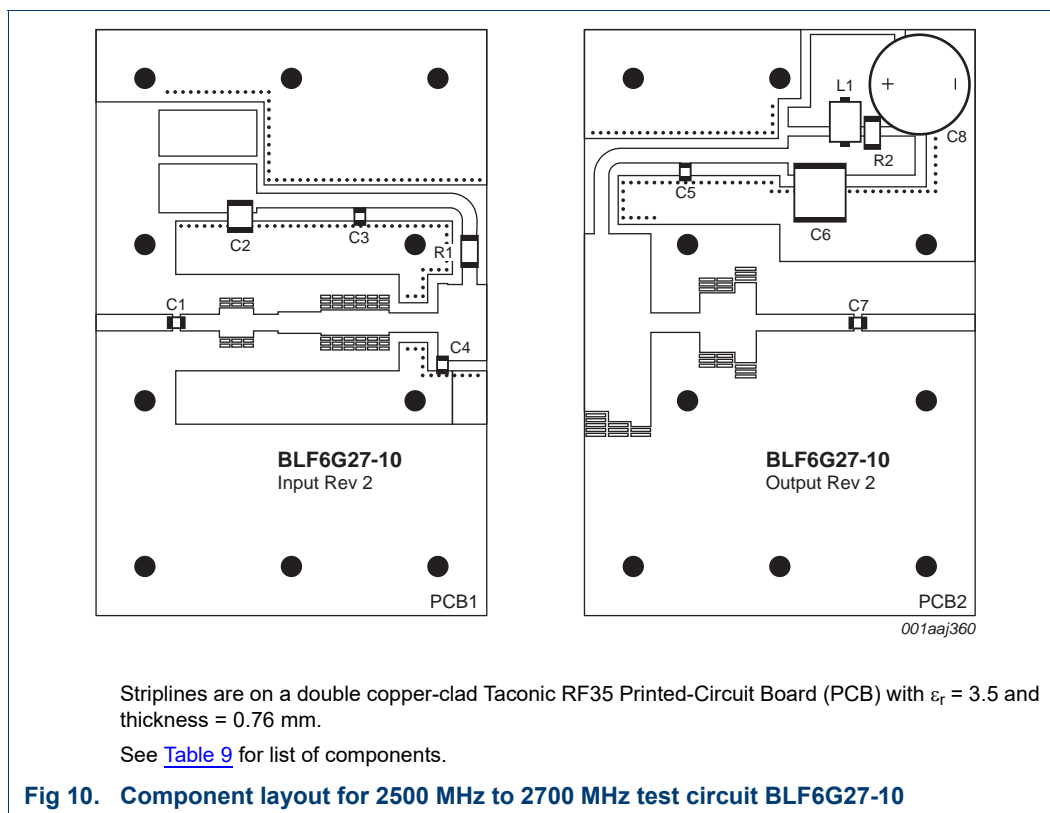 L1
+
–
C8
R2
C5
C2
C3
C6
R1
C1
C7
C4
BLF6G27-10
Input Rev 2
BLF6G27-10
Output Rev 2
PCB1
PCB2
001aaj360
Striplines are on a double copper-clad Taconic RF35 Printed-Circuit Board (PCB) with εr = 3.5 and
thickness = 0.76 mm.
See Table 9 for list of components.
Fig 10. Component layout for 2500 MHz to 2700 MHz test circuit BLF6G27-10